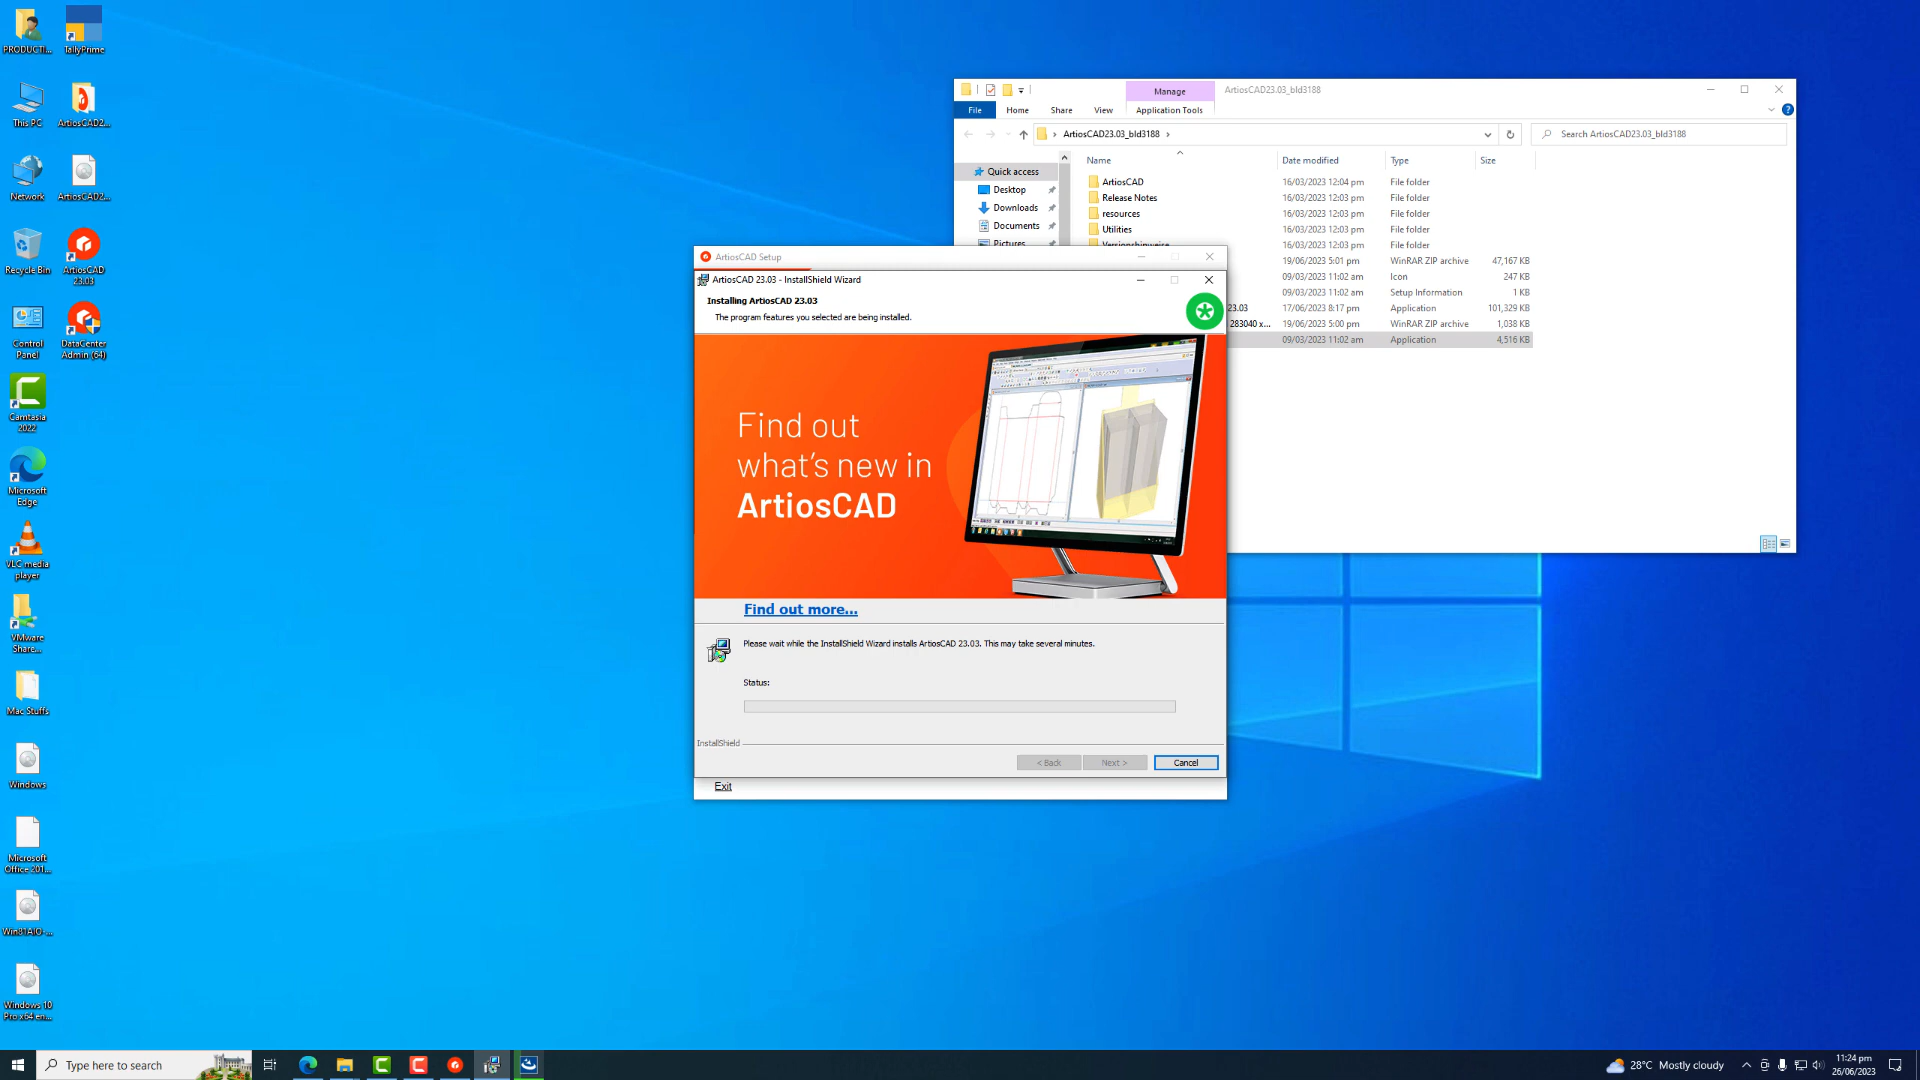 PRODUCTI...
TallyPrime
This PC
ArtiosCAD2...
Network
ArtiosCAD2...
Recycle Bin
ArtiosCAD
23.03
Control
Panel
DataCenter
Admin (64)
Camtasia
2022
Microsoft
Edge
VLC media
player
VMware
Share...
Mac Stuffs
Windows
Microsoft
Office 201...
Win81AIO-...
Windows 10
Pro x64 en...
Manage
ArtiosCAD23.03_bld3188
File
Home
Share
View
Application Tools
ArtiosCAD23.03_bld3188
Search ArtiosCAD23.03_bld3188
Name
Date modified
Type
Size
Quick access
Desktop
Downloads
Documents
Pictures
ArtiosCAD 16/03/2023 12:04 pm File folder
Release Notes 16/03/2023 12:03 pm File folder
resources 16/03/2023 12:03 pm File folder
Utilities 16/03/2023 12:03 pm File folder
Versionshinweise 16/03/2023 12:03 pm File folder
19/06/2023 5:01 pm WinRAR ZIP archive 47,167 KB
09/03/2023 11:02 am Icon 247 KB
09/03/2023 11:02 am Setup Information 1 KB
23.03 17/06/2023 8:17 pm Application 101,329 KB
283040 x... 19/06/2023 5:00 pm WinRAR ZIP archive 1,038 KB
09/03/2023 11:02 am Application 4,516 KB
ArtiosCAD Setup
ArtiosCAD 23.03 - InstallShield Wizard
Installing ArtiosCAD 23.03
The program features you selected are being installed.
Find out
what's new in
ArtiosCAD
Find out more...
Please wait while the InstallShield Wizard installs ArtiosCAD 23.03. This may take several minutes.
Status:
InstallShield
< Back
Next >
Cancel
Exit
Type here to search
28°C Mostly cloudy
11:24 pm
26/06/2023